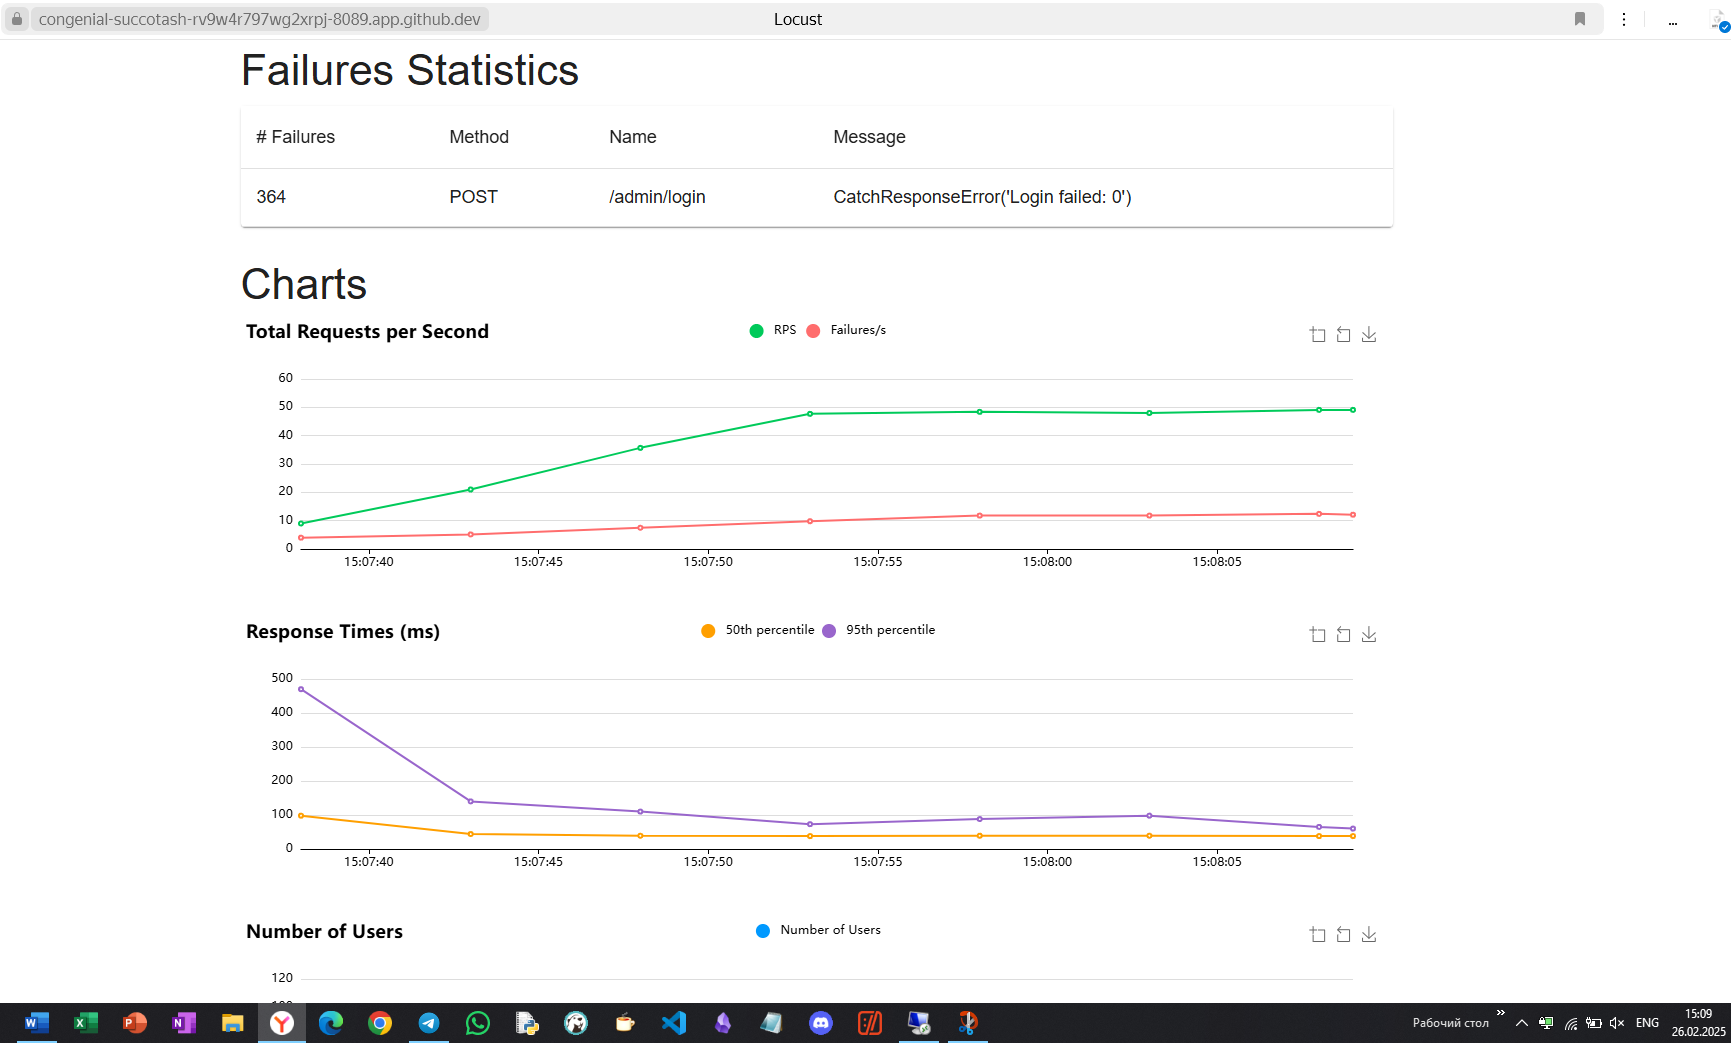 congenial-succotash-rv9w4r797wg2xrpj-8089.app.github.dev
Locust
Failures Statistics
# Failures Method Name Message
364 POST /admin/login CatchResponseError('Login failed: 0')
Charts
Total Requests per Second
RPS Failures/s
60
50
40
30
20
10
0
15:07:40 15:07:45 15:07:50 15:07:55 15:08:00 15:08:05
Response Times (ms)
50th percentile 95th percentile
500
400
300
200
100
0
15:07:40 15:07:45 15:07:50 15:07:55 15:08:00 15:08:05
Number of Users
Number of Users
120
Рабочий стол
ENG
15:09
26.02.2025